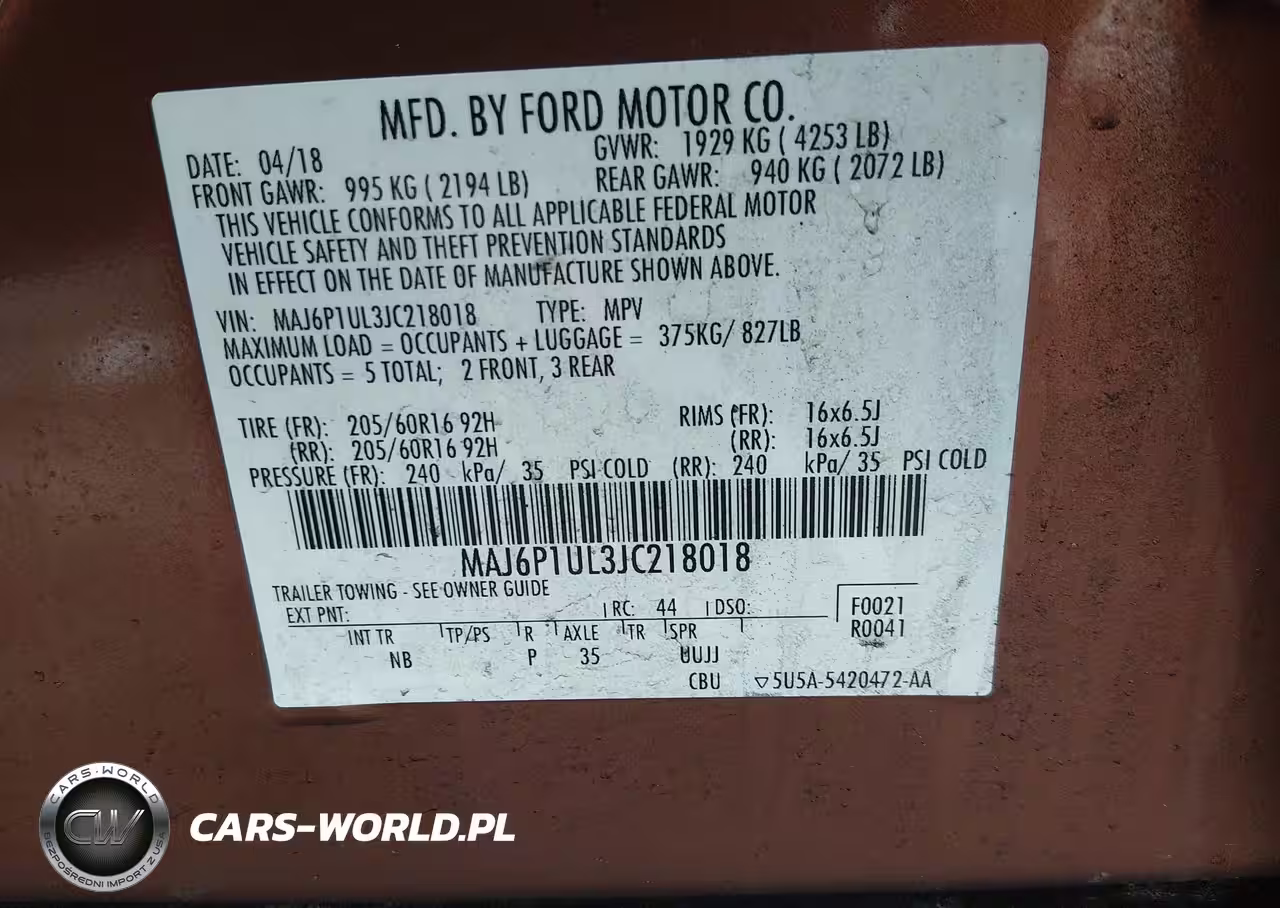 MFD. BY FORD MOTOR CO.
DATE: 04/18 GVWR: 1929 KG ( 4253 LB)
FRONT GAWR: 995 KG ( 2194 LB) REAR GAWR: 940 KG ( 2072 LB)
THIS VEHICLE CONFORMS TO ALL APPLICABLE FEDERAL MOTOR
VEHICLE SAFETY AND THEFT PREVENTION STANDARDS
IN EFFECT ON THE DATE OF MANUFACTURE SHOWN ABOVE.
VIN: MAJ6P1UL3JC218018 TYPE: MPV
MAXIMUM LOAD = OCCUPANTS + LUGGAGE = 375KG/ 827LB
OCCUPANTS = 5 TOTAL; 2 FRONT, 3 REAR
TIRE (FR): 205/60R16 92H RIMS (FR): 16x6.5J
(RR): 205/60R16 92H (RR): 16x6.5J
PRESSURE (FR): 240 kPa/ 35 PSI COLD (RR): 240 kPa/ 35 PSI COLD
MAJ6P1UL3JC218018
TRAILER TOWING - SEE OWNER GUIDE
EXT PNT: RC: 44 DSO: F0021
INT TR TP/PS R AXLE TR SPR R0041
NB P 35 UUJJ
CBU ▽5U5A-5420472-AA
CARS-WORLD
CW
BEZPOŚREDNI IMPORT Z USA
CARS-WORLD.PL